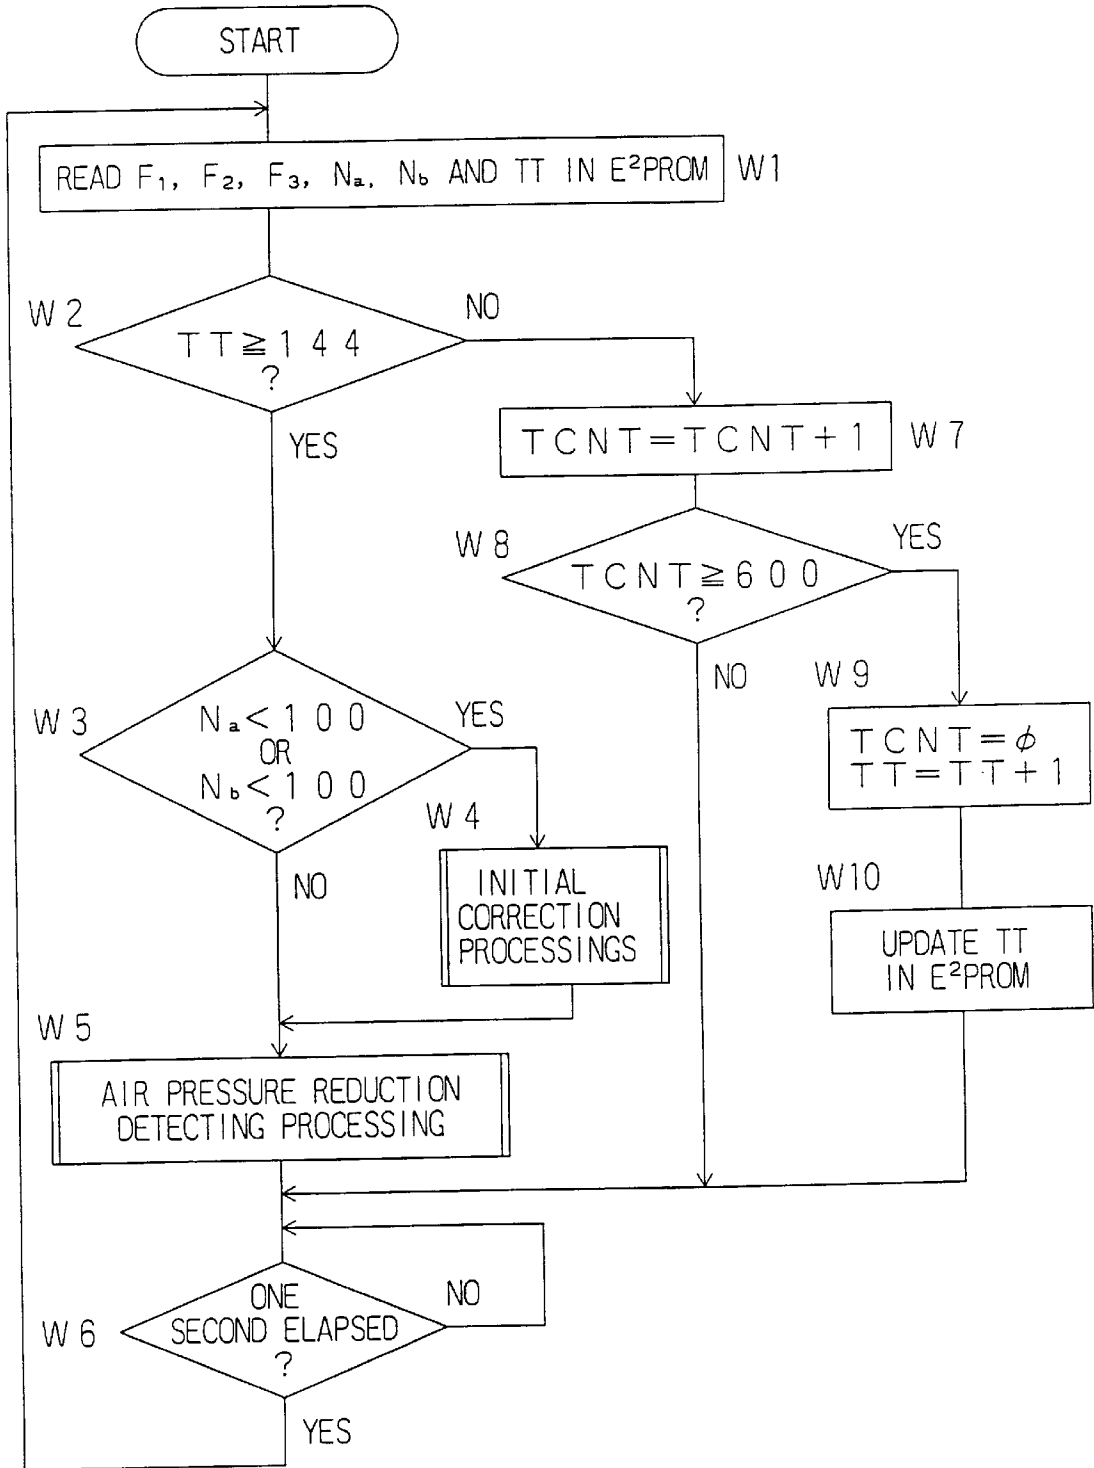 START
READ F₁, F₂, F₃, Nₐ, N_b AND TT IN E²PROM
W1
W2
TT≧144
?
NO
YES
TCNT=TCNT+1
W7
W8
TCNT≧600
?
YES
NO
W9
TCNT=ϕ
TT=TT+1
W10
UPDATE TT
IN E²PROM
W3
Nₐ<100
OR
N_b<100
?
YES
NO
W4
INITIAL
CORRECTION
PROCESSINGS
W5
AIR PRESSURE REDUCTION
DETECTING PROCESSING
W6
ONE
SECOND ELAPSED
?
NO
YES